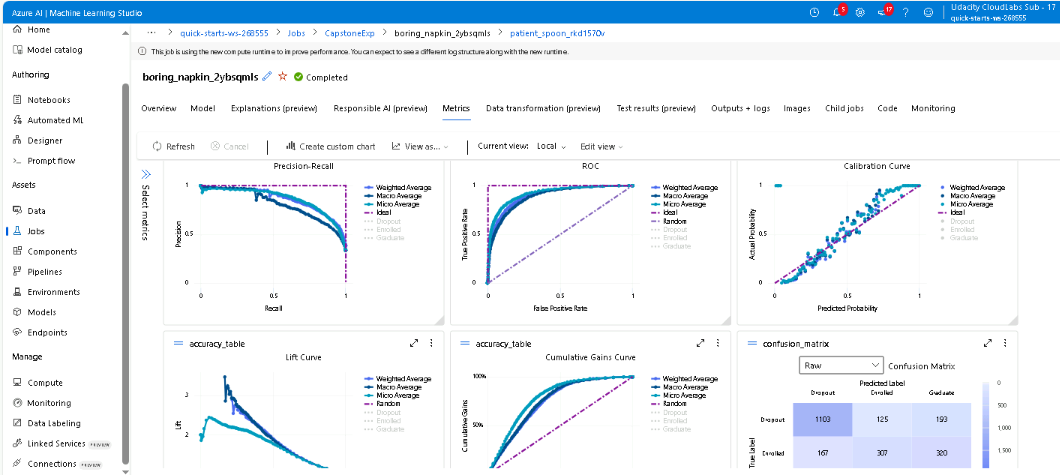 Azure AI | Machine Learning Studio
5
17
?
Udacity CloudLabs Sub - 17
quick-starts-ws-268555
Home
Model catalog
Authoring
Notebooks
Automated ML
Designer
Prompt flow
Assets
Data
Jobs
Components
Pipelines
Environments
Models
Endpoints
Manage
Compute
Monitoring
Data Labeling
Linked Services PREVIEW
Connections PREVIEW
... > quick-starts-ws-268555 > Jobs > CapstoneExp > boring_napkin_2ybsqmls > patient_spoon_rkd1570v
This job is using the new compute runtime to improve performance. You can expect to see a different log structure along with the new runtime.
boring_napkin_2ybsqmls Completed
Overview Model Explanations (preview) Responsible AI (preview) Metrics Data transformation (preview) Test results (preview) Outputs + logs Images Child jobs Code Monitoring
Refresh Cancel | Create custom chart View as... | Current view: Local Edit view
Select metrics
Precision-Recall
1
0.5
0
Precision
0 0.5 1
Recall
Weighted Average
Macro Average
Micro Average
Ideal
Dropout
Enrolled
Graduate
ROC
1
0.5
0
True Positive Rate
0 0.5 1
False Positive Rate
Weighted Average
Macro Average
Micro Average
Ideal
Random
Dropout
Enrolled
Graduate
Calibration Curve
1
0.5
0
Actual Probability
0 0.5 1
Predicted Probability
Weighted Average
Macro Average
Micro Average
Ideal
Dropout
Enrolled
Graduate
accuracy_table
Lift Curve
3
2
Lift
Weighted Average
Macro Average
Micro Average
Random
Dropout
Enrolled
Graduate
accuracy_table
Cumulative Gains Curve
100%
50%
Cumulative Gains
Weighted Average
Macro Average
Micro Average
Random
Dropout
Enrolled
Graduate
confusion_matrix
Raw Confusion Matrix
Predicted Label
Dropout Enrolled Graduate
True Label
Dropout 1103 125 193
Enrolled 167 307 320
0
500
1,000
1,500